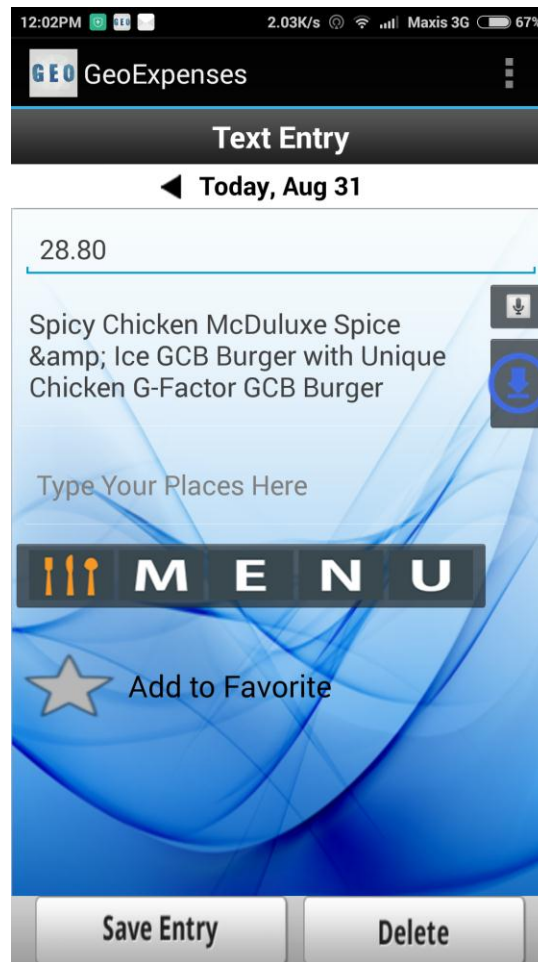 12:02PM 2.03K/s Maxis 3G 67%
GEO GeoExpenses
Text Entry
Today, Aug 31
28.80
Spicy Chicken McDuluxe Spice
&amp;amp; Ice GCB Burger with Unique
Chicken G-Factor GCB Burger
Type Your Places Here
MENU
Add to Favorite
Save Entry Delete